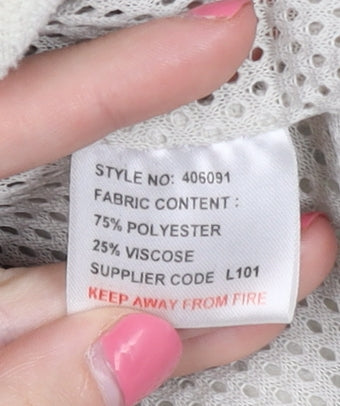 STYLE NO: 406091
FABRIC CONTENT :
75% POLYESTER
25% VISCOSE
SUPPLIER CODE L101
KEEP AWAY FROM FIRE